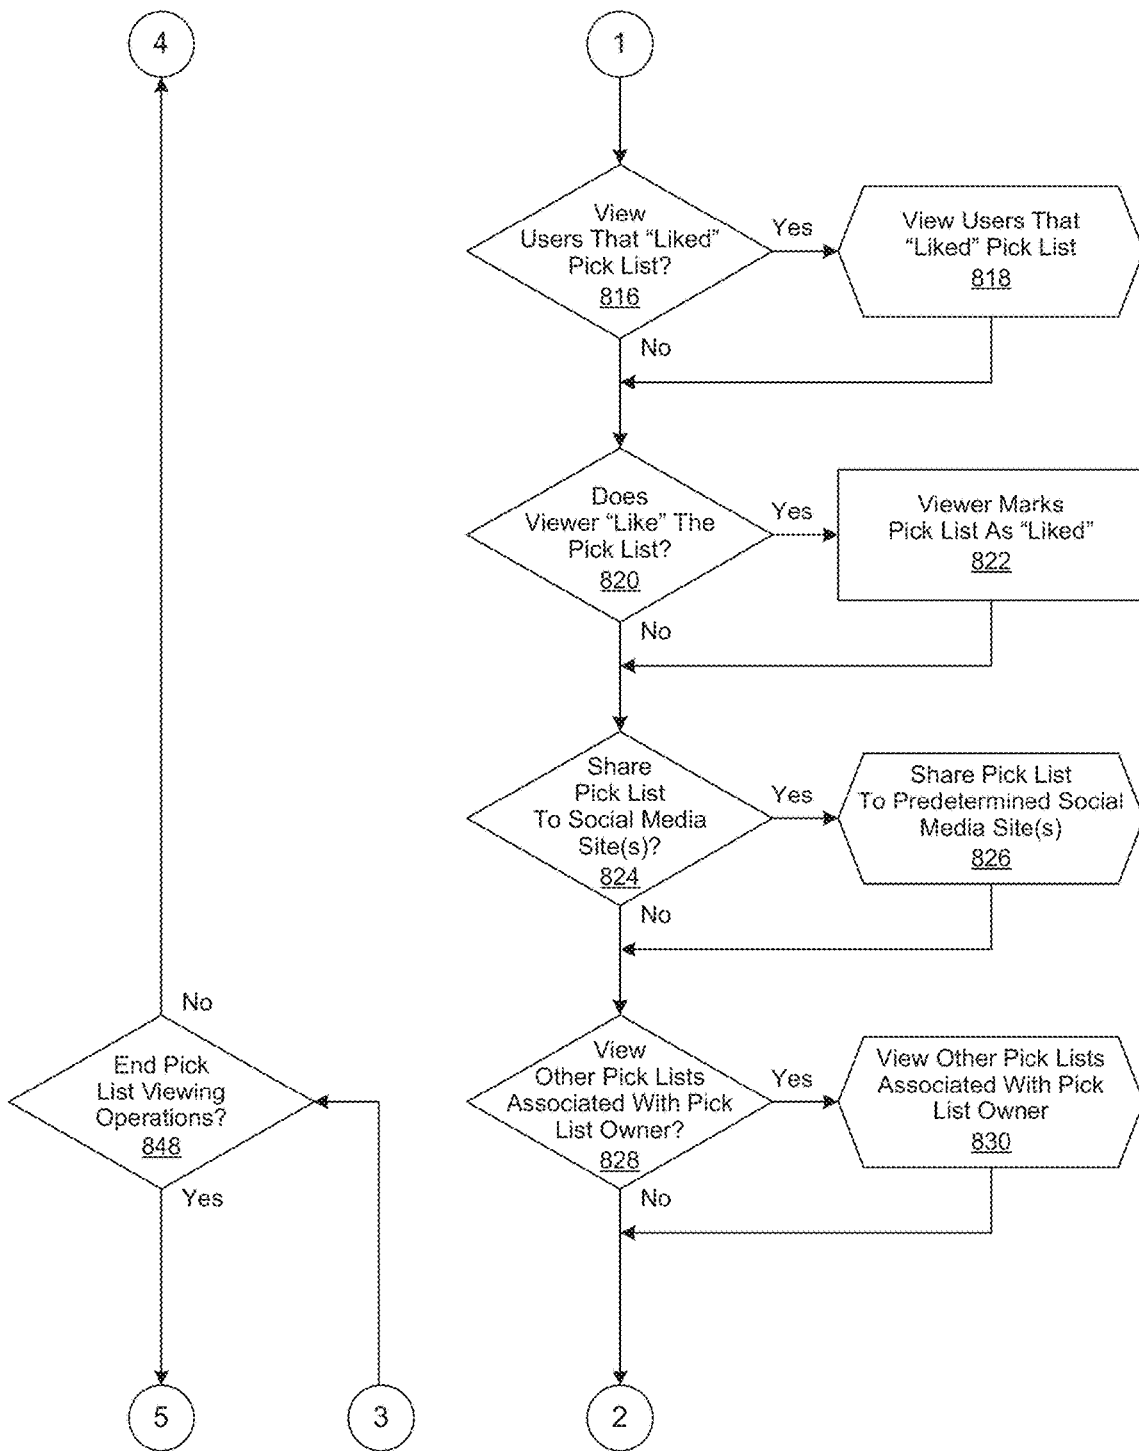 4
1
View
Users That “Liked”
Pick List?
816
Yes
No
View Users That
“Liked” Pick List
818
Does
Viewer “Like” The
Pick List?
820
Yes
No
Viewer Marks
Pick List As “Liked”
822
Share
Pick List
To Social Media
Site(s)?
824
Yes
No
Share Pick List
To Predetermined Social
Media Site(s)
826
View
Other Pick Lists
Associated With Pick
List Owner?
828
Yes
No
View Other Pick Lists
Associated With Pick
List Owner
830
No
End Pick
List Viewing
Operations?
848
Yes
5
3
2